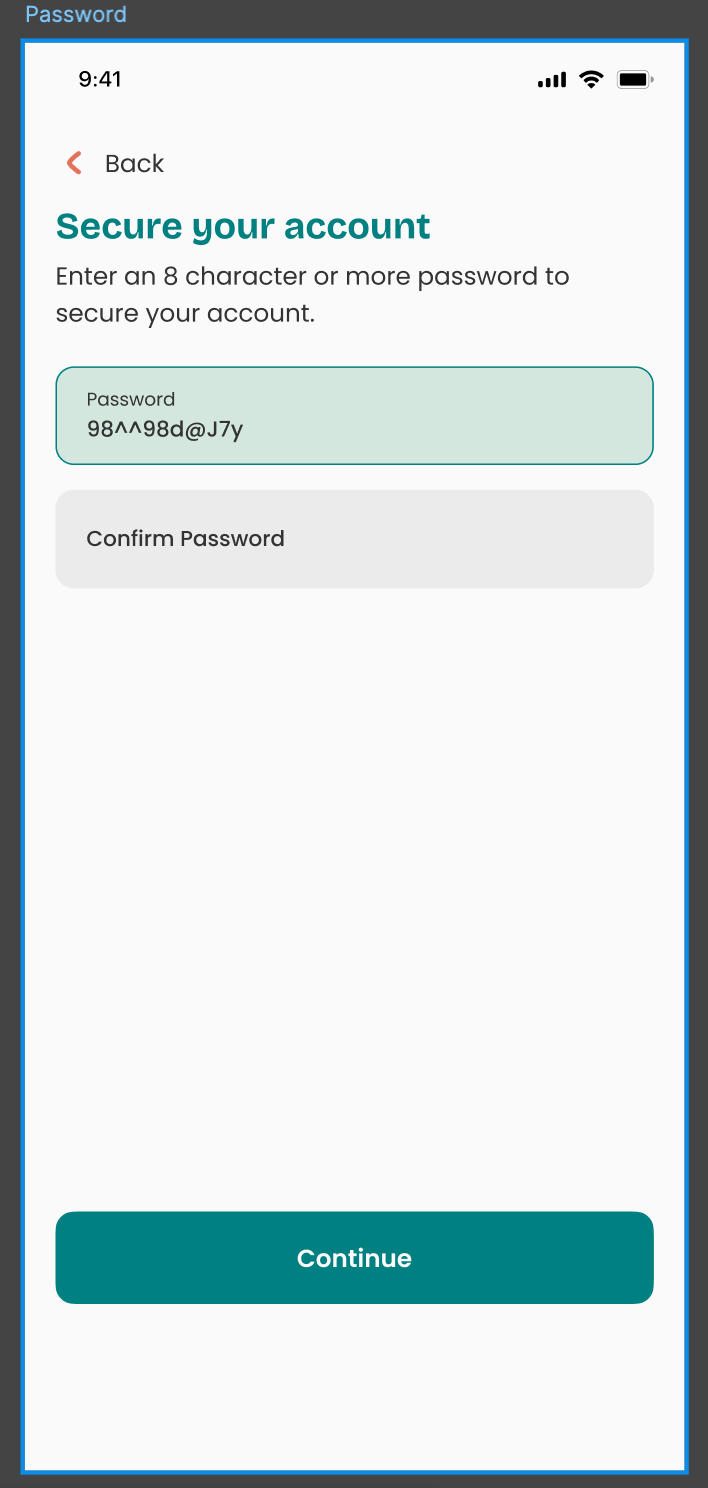 Password
9:41
Back
Secure your account
Enter an 8 character or more password to
secure your account.
Password
98^^98d@J7y
Confirm Password
Continue